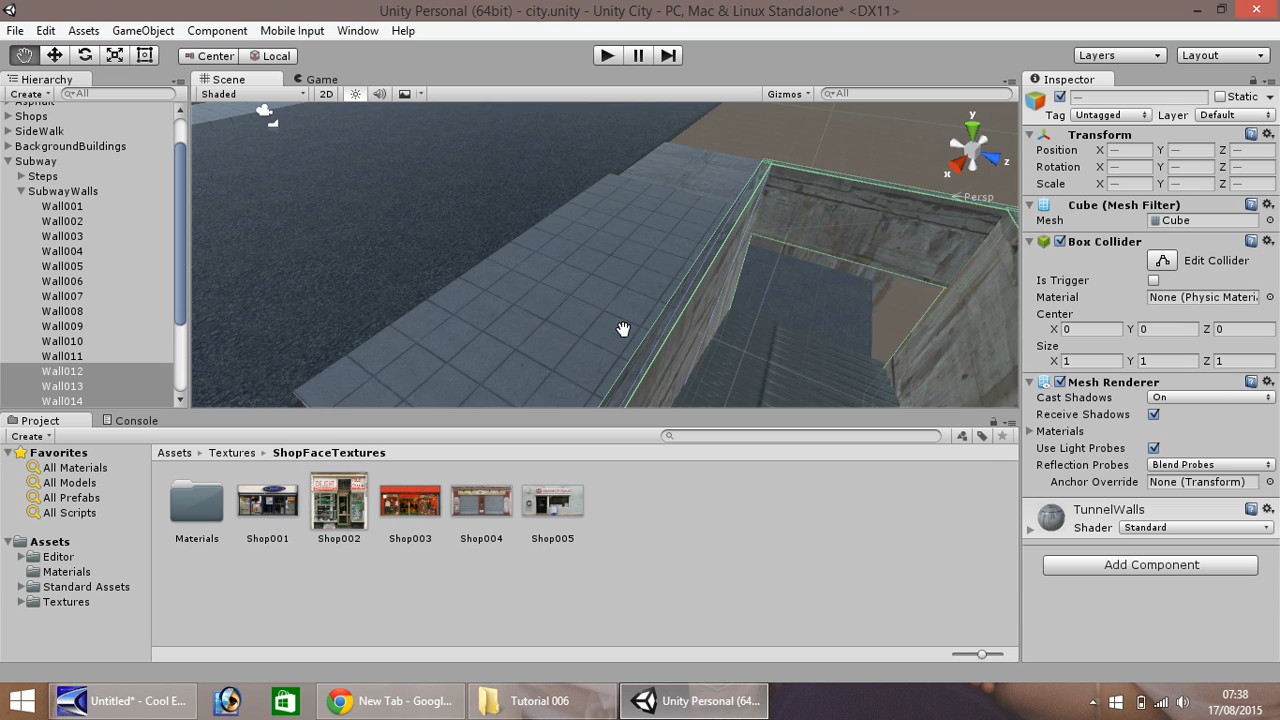 Unity Personal (64bit) - city.unity - Unity City - PC, Mac & Linux Standalone* <DX11>
File Edit Assets GameObject Component Mobile Input Window Help
Center Local Layers Layout
Hierarchy Scene Game Inspector
Create All Shaded 2D Gizmos All Static
Tag Untagged Layer Default
Shops
SideWalk
BackgroundBuildings
Subway
Steps
SubwayWalls
Wall001
Wall002
Wall003
Wall004
Wall005
Wall006
Wall007
Wall008
Wall009
Wall010
Wall011
Wall012
Wall013
Wall014
y
x
z
Persp
Transform
Position X — Y — Z —
Rotation X — Y — Z —
Scale X — Y — Z —
Cube (Mesh Filter)
Mesh Cube
Box Collider
Edit Collider
Is Trigger
Material None (Physic Materi
Center
X 0 Y 0 Z 0
Size
X 1 Y 1 Z 1
Mesh Renderer
Cast Shadows On
Receive Shadows
Materials
Use Light Probes
Reflection Probes Blend Probes
Anchor Override None (Transform)
TunnelWalls
Shader Standard
Add Component
Project Console
Create
Favorites
All Materials
All Models
All Prefabs
All Scripts
Assets
Editor
Materials
Standard Assets
Textures
Assets Textures ShopFaceTextures
Materials Shop001 Shop002 Shop003 Shop004 Shop005
Untitled* - Cool E...
New Tab - Googl...
Tutorial 006
Unity Personal (64...
07:38
17/08/2015